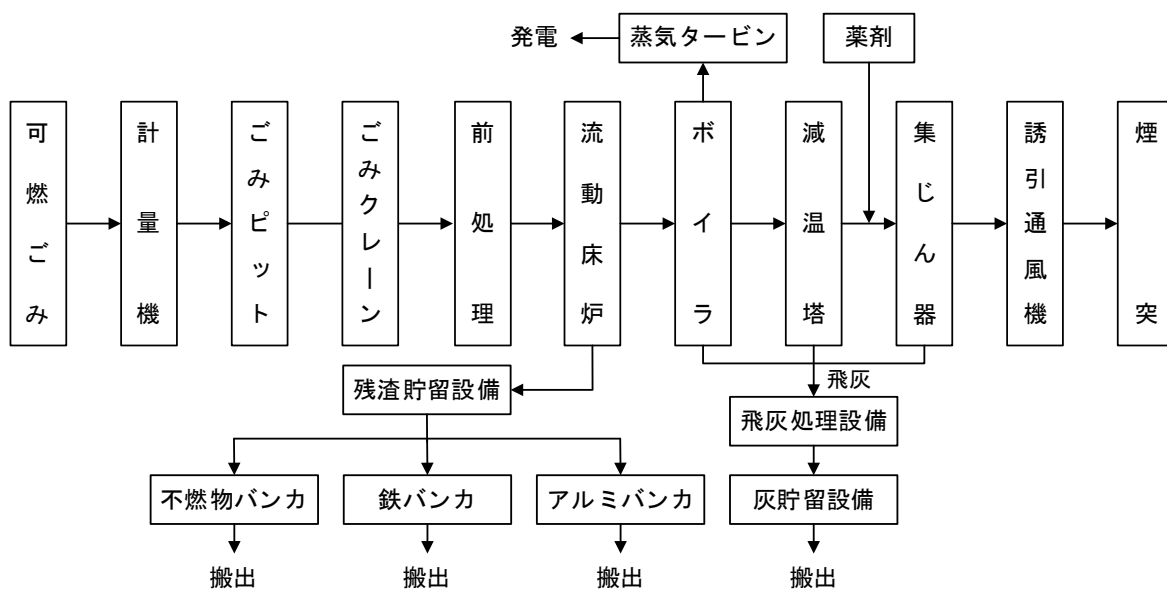 発電
蒸気タービン
薬剤
可燃ごみ
計量機
ごみピット
ごみクレーン
前処理
流動床炉
ボイラ
減温塔
集じん器
誘引通風機
煙突
残渣貯留設備
飛灰
飛灰処理設備
不燃物バンカ
鉄バンカ
アルミバンカ
灰貯留設備
搬出
搬出
搬出
搬出